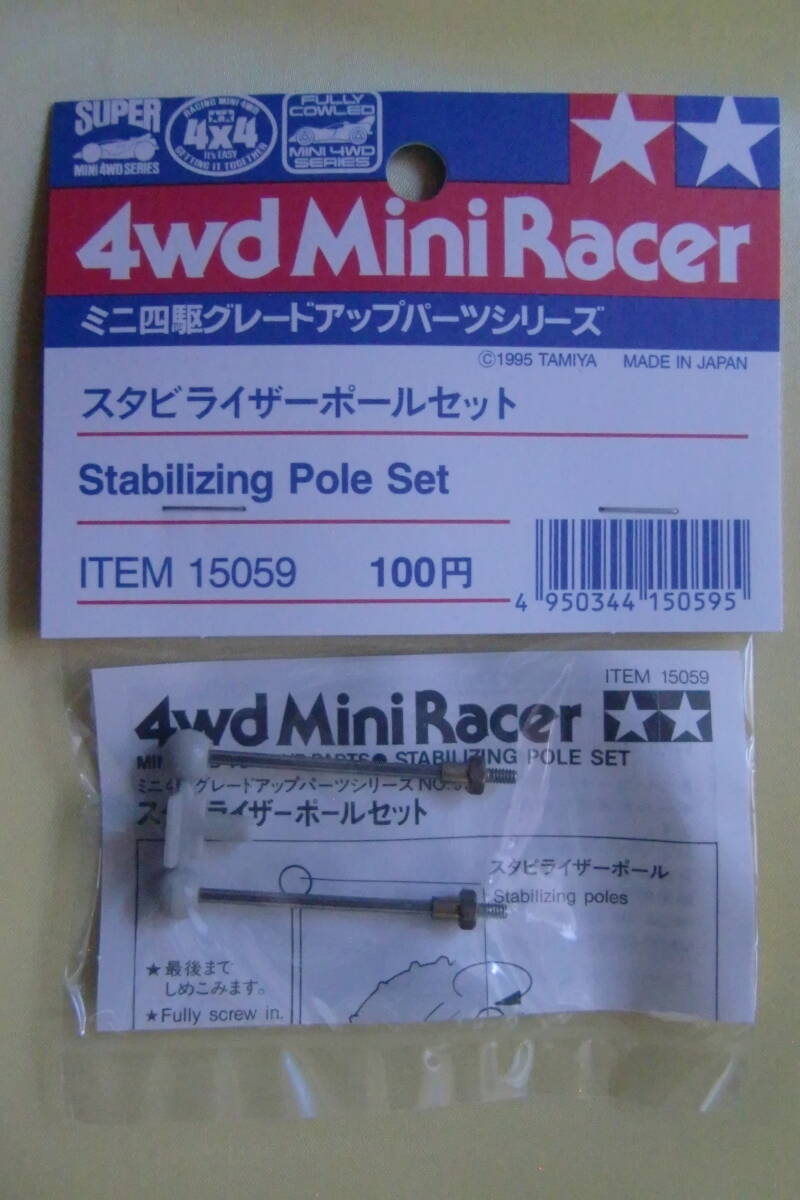 SUPER
MINI 4WD SERIES
RACING MINI 4WD
4x4
It's EASY
GETTING IT TOGETHER
FULLY
COWLED
MINI 4WD
SERIES
4wd Mini Racer
ミニ四駆グレードアップパーツシリーズ
©1995 TAMIYA MADE IN JAPAN
スタビライザーポールセット
Stabilizing Pole Set
ITEM 15059 100円
4 950344 150595
ITEM 15059
4wd Mini Racer
PARTS● STABILIZING POLE SET
グレードアップパーツシリーズ NO.
スタビライザーポールセット
スタビライザーポール
Stabilizing poles
★最後まで
しめこみます。
★Fully screw in.